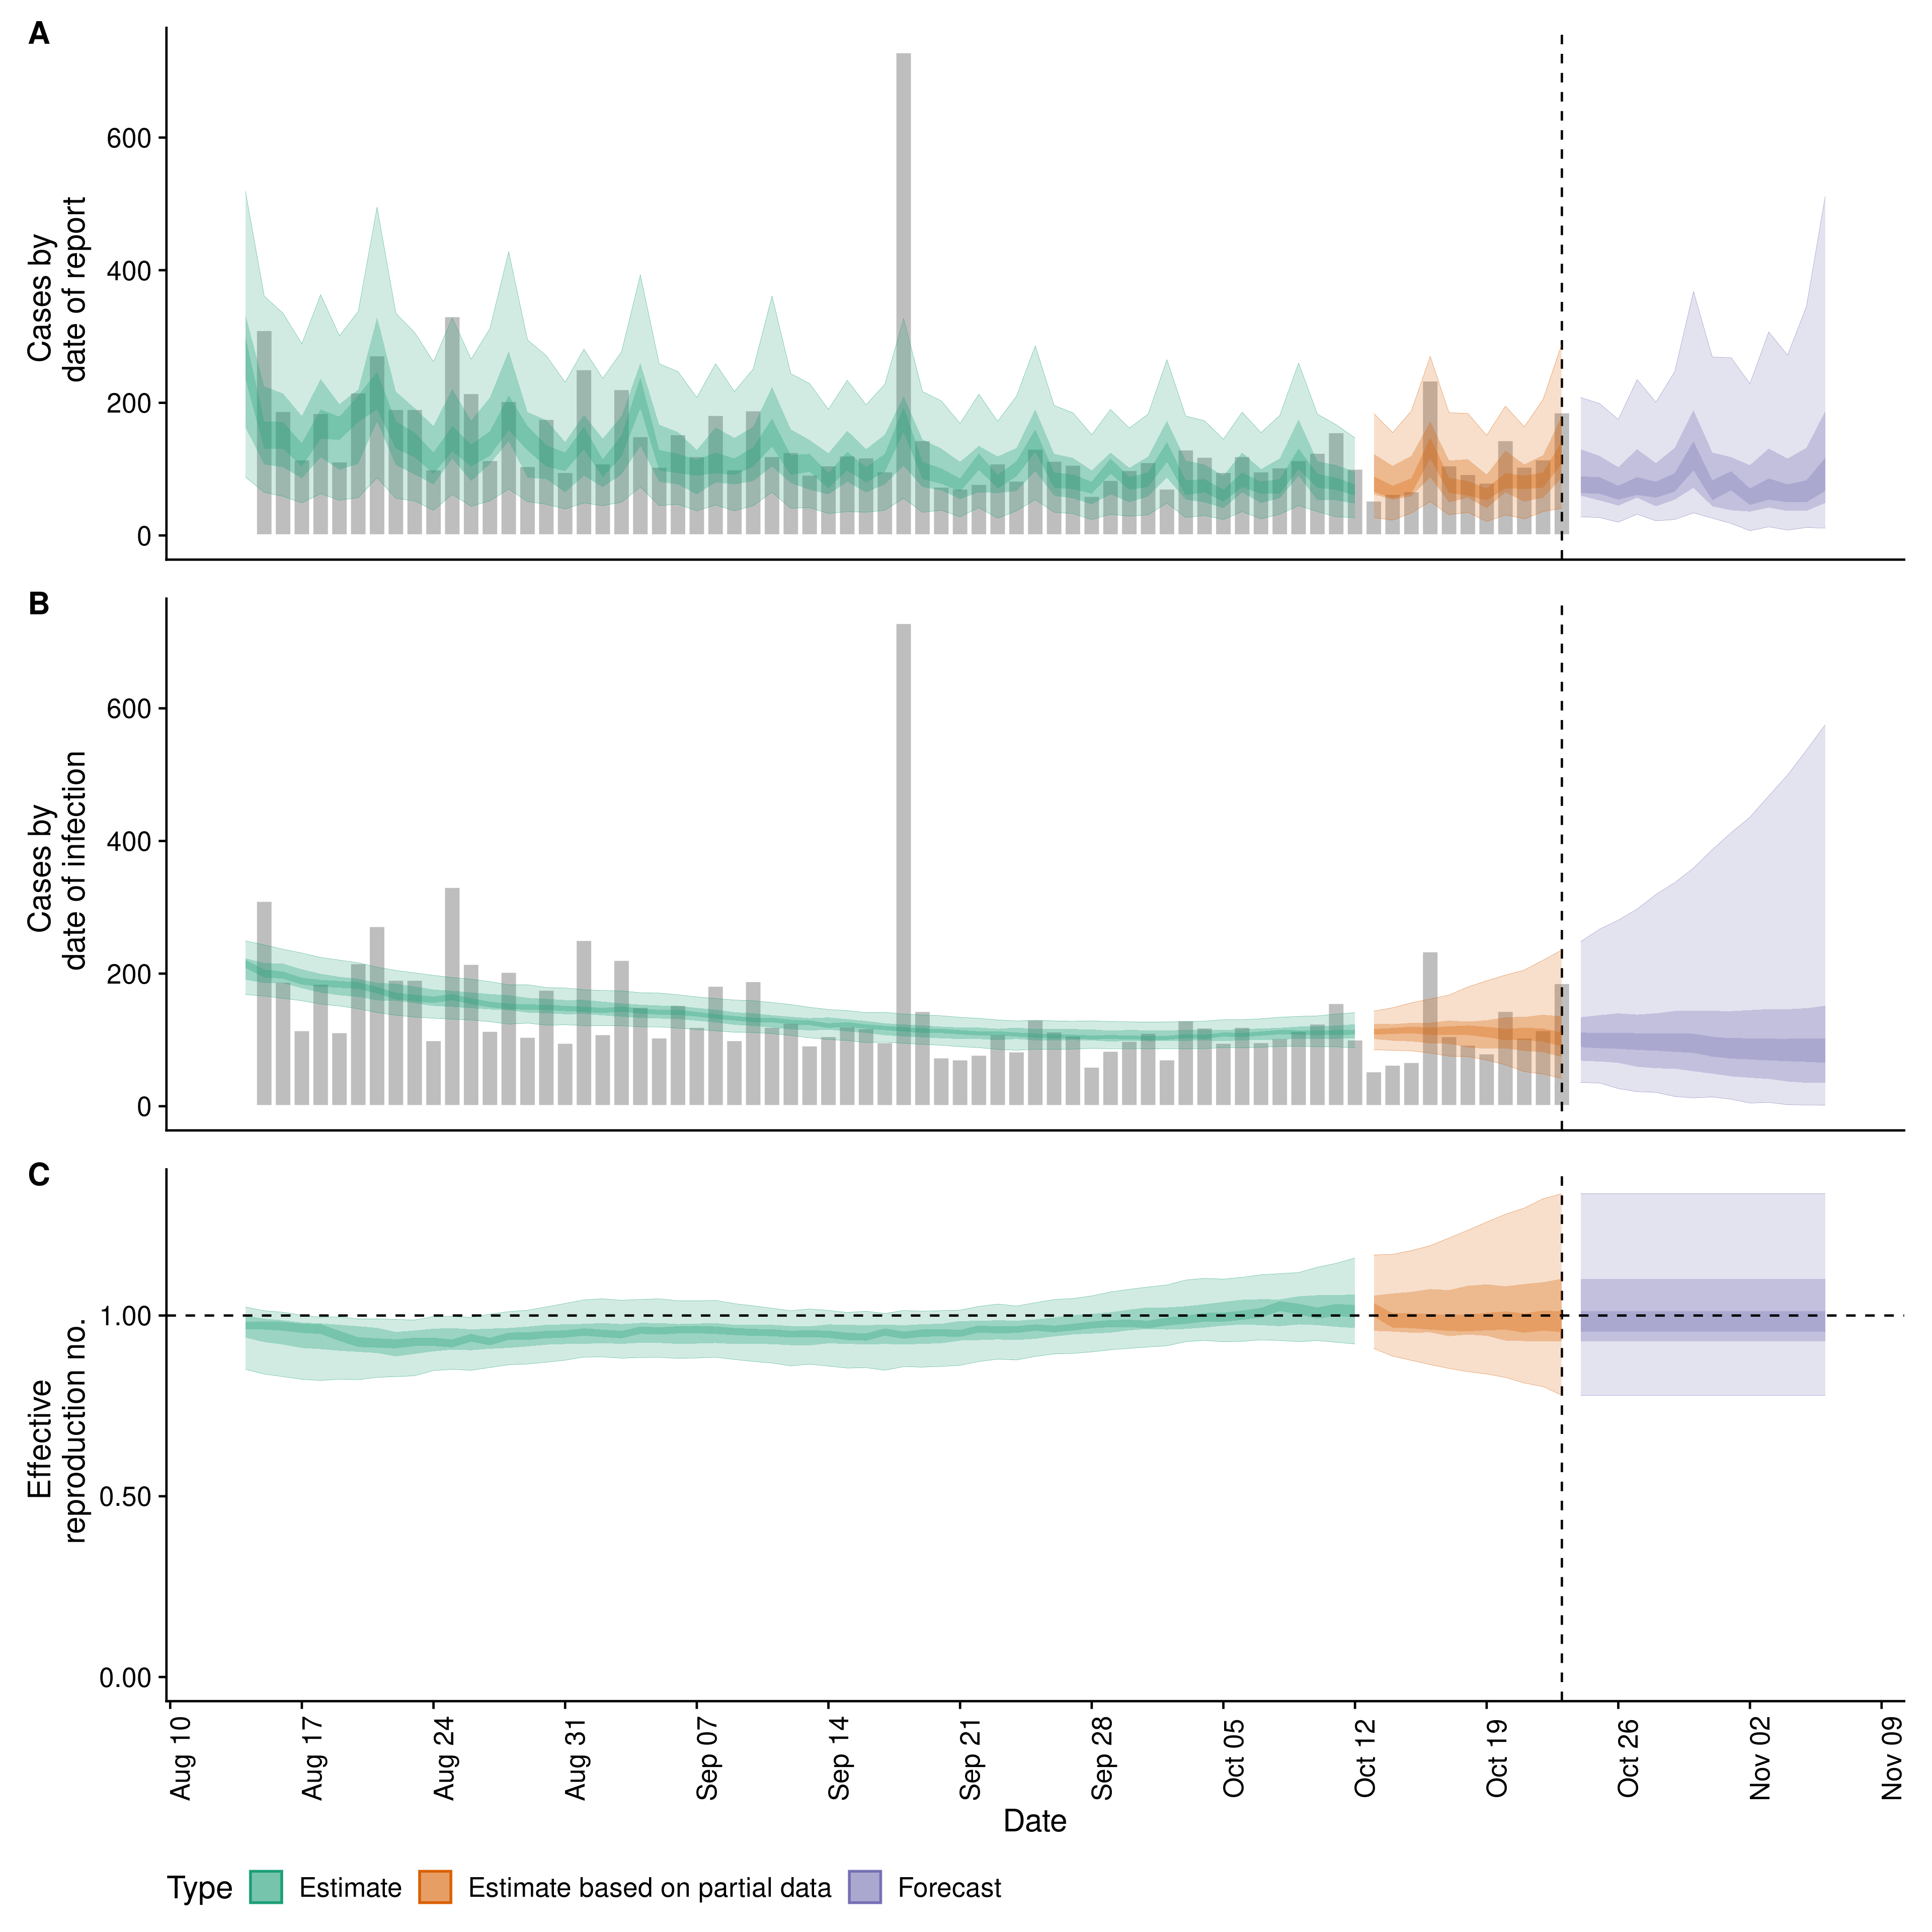 A
600
400
200
0
Cases by
date of report
B
600
400
200
0
Cases by
date of infection
C
1.00
0.50
0.00
Effective
reproduction no.
Aug 10
Aug 17
Aug 24
Aug 31
Sep 07
Sep 14
Sep 21
Sep 28
Oct 05
Oct 12
Oct 19
Oct 26
Nov 02
Nov 09
Date
Type Estimate Estimate based on partial data Forecast